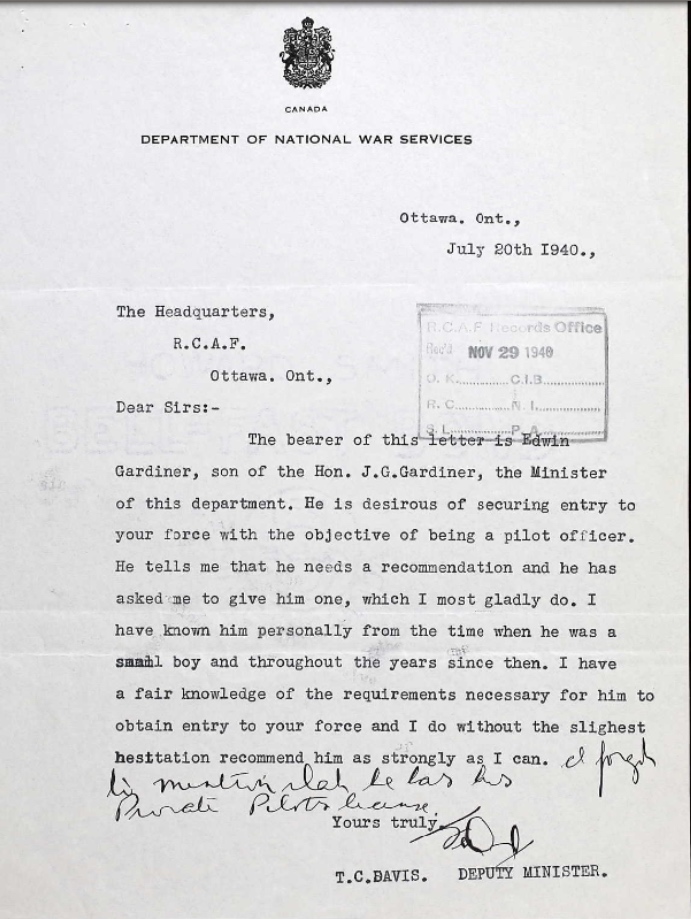 CANADA
DEPARTMENT OF NATIONAL WAR SERVICES
Ottawa. Ont.,
July 20th 1940.,
The Headquarters,
R.C.A.F.
Ottawa. Ont.,
R.C.A.F Records Office
Rec'd NOV 29 1940
O. K..............C.I.B...............
R. C..............N. I...............
S. L..............P. A...............
Dear Sirs:-
The bearer of this letter is Edwin
Gardiner, son of the Hon. J.G.Gardiner, the Minister
of this department. He is desirous of securing entry to
your force with the objective of being a pilot officer.
He tells me that he needs a recommendation and he has
asked me to give him one, which I most gladly do. I
have known him personally from the time when he was a
small boy and throughout the years since then. I have
a fair knowledge of the requirements necessary for him to
obtain entry to your force and I do without the slighest
hesitation recommend him as strongly as I can. I forgot
to mention that he has his
Private Pilots license.
Yours truly,
T.C.DAVIS. DEPUTY MINISTER.